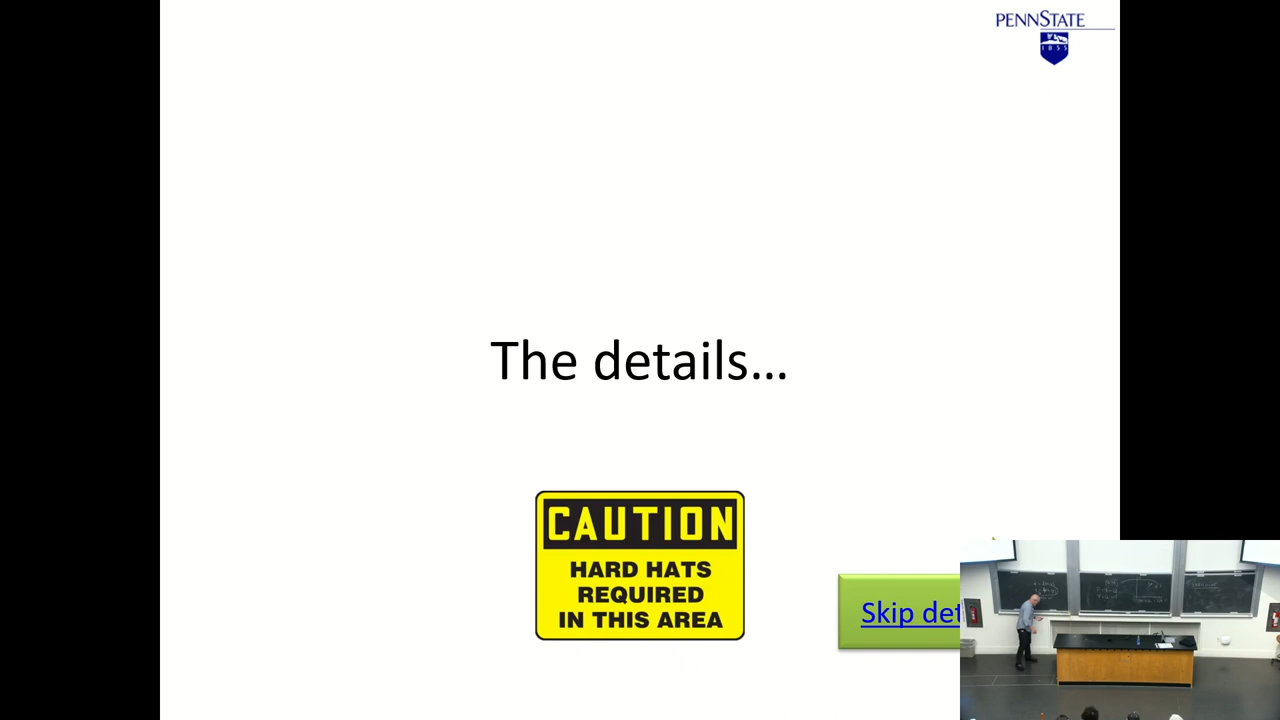 PENNSTATE
1855
The details...
CAUTION
HARD HATS
REQUIRED
IN THIS AREA
Skip det